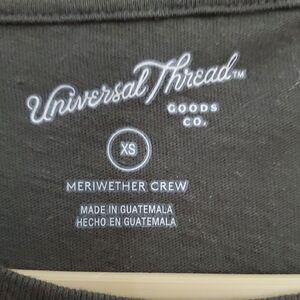 Universal Thread™
GOODS
CO.
XS
MERIWETHER CREW
MADE IN GUATEMALA
HECHO EN GUATEMALA